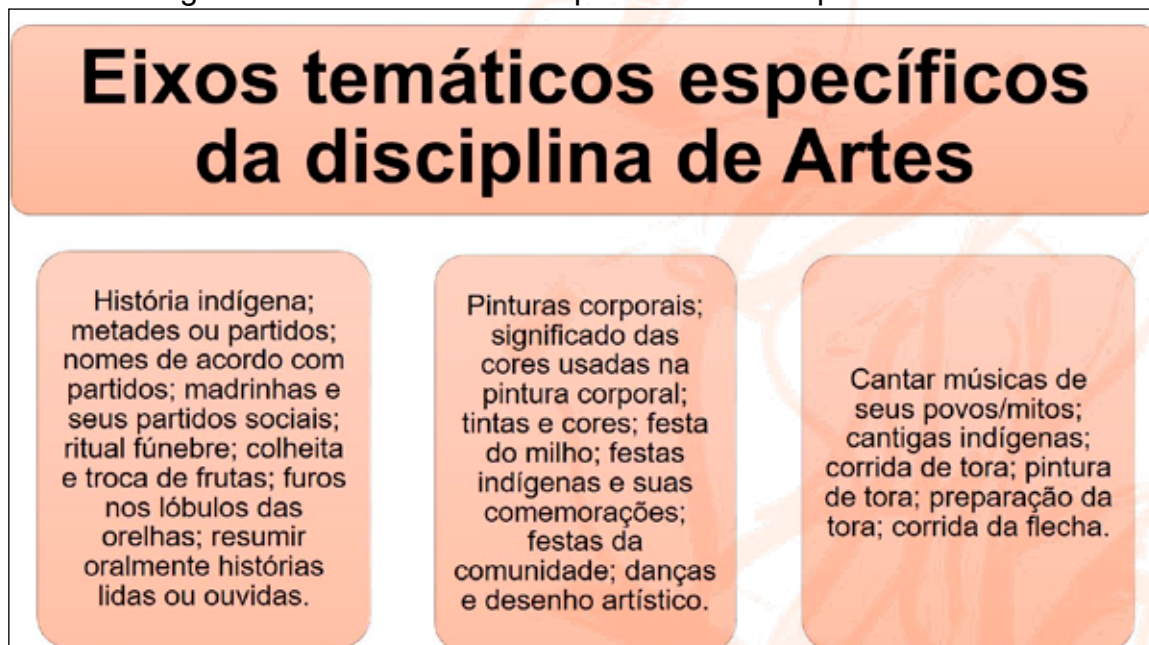 Eixos temáticos específicos
da disciplina de Artes
História indígena;
metades ou partidos;
nomes de acordo com
partidos; madrinhas e
seus partidos sociais;
ritual fúnebre; colheita
e troca de frutas; furos
nos lóbulos das
orelhas; resumir
oralmente histórias
lidas ou ouvidas.
Pinturas corporais;
significado das
cores usadas na
pintura corporal;
tintas e cores; festa
do milho; festas
indígenas e suas
comemorações;
festas da
comunidade; danças
e desenho artístico.
Cantar músicas de
seus povos/mitos;
cantigas indígenas;
corrida de tora; pintura
de tora; preparação da
tora; corrida da flecha.